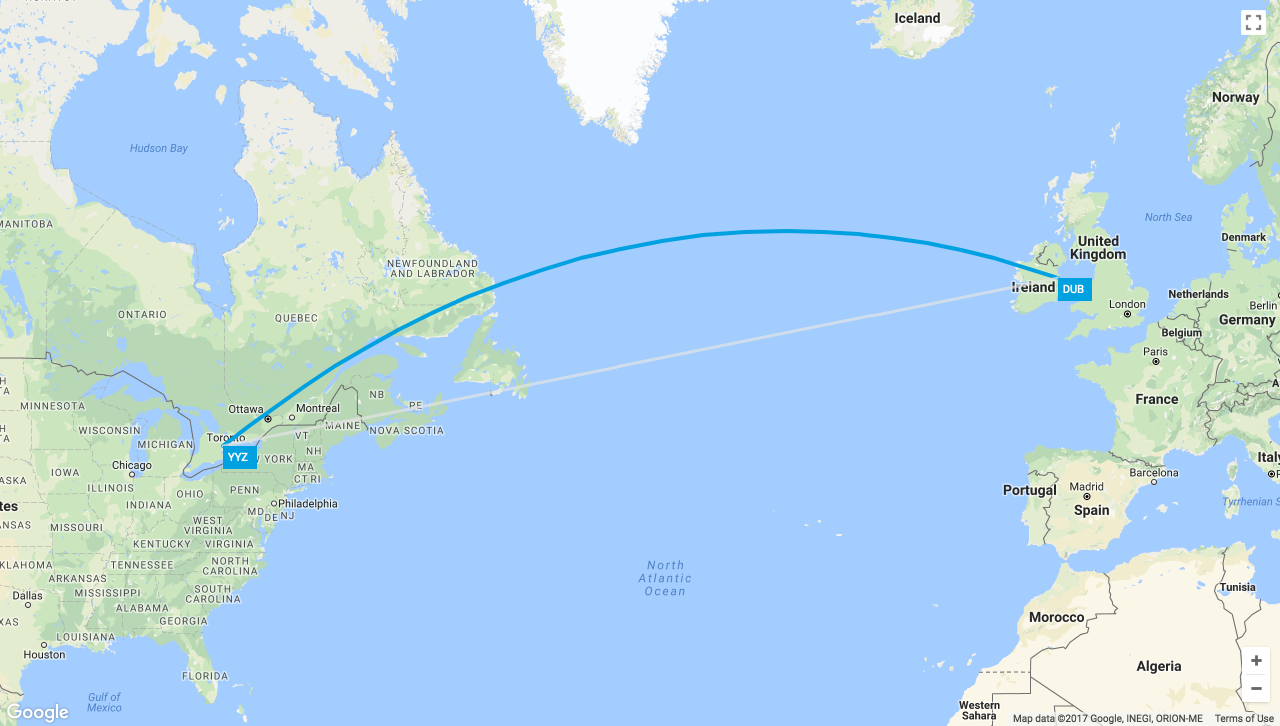 Iceland
Norway
Hudson Bay
MANITOBA
North Sea
Denmark
United
Kingdom
NEWFOUNDLAND
AND LABRADOR
Ireland
DUB
Netherlands
London
Berlin
Germany
ONTARIO
QUEBEC
Belgium
Paris
France
NB
PE
MINNESOTA
Ottawa
Montreal
MAINE
NOVA SCOTIA
WISCONSIN
MICHIGAN
Toronto
VT
YYZ
W YORK
NH
MA
CT RI
Chicago
IOWA
ILLINOIS
INDIANA
OHIO
PENN
MD
DE
NJ
Philadelphia
Italy
Barcelona
Madrid
Portugal
Spain
Tyrrhenian S
tes
ANSAS
MISSOURI
WEST
VIRGINIA
KENTUCKY
VIRGINIA
KLAHOMA
TENNESSEE
NORTH
CAROLINA
ARKANSAS
MISSISSIPPI
SOUTH
CAROLINA
Dallas
ALABAMA
GEORGIA
North
Atlantic
Ocean
Tunisia
Morocco
XAS
LOUISIANA
Houston
FLORIDA
Algeria
Gulf of
Mexico
Western
Sahara
Google
Map data ©2017 Google, INEGI, ORION-ME
Terms of Use